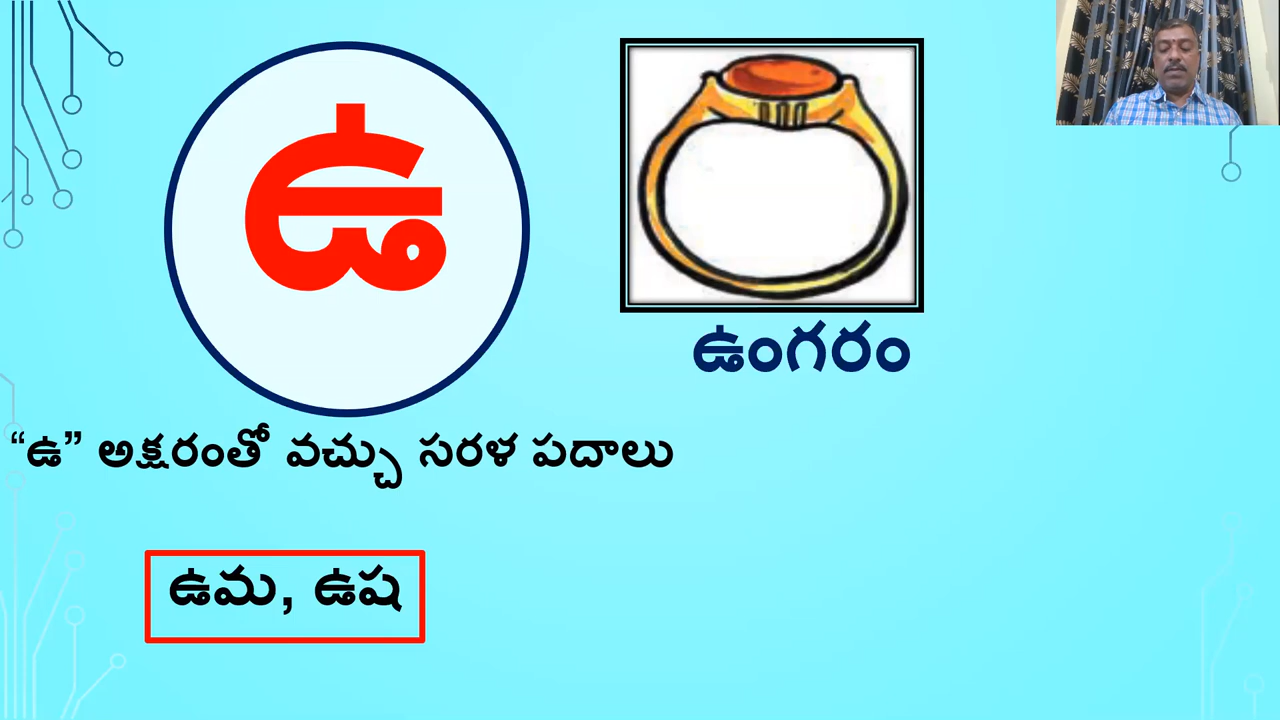 ఉ
ఉంగరం
“ఉ” అక్షరంతో వచ్చు సరళ పదాలు
ఉమ, ఉష